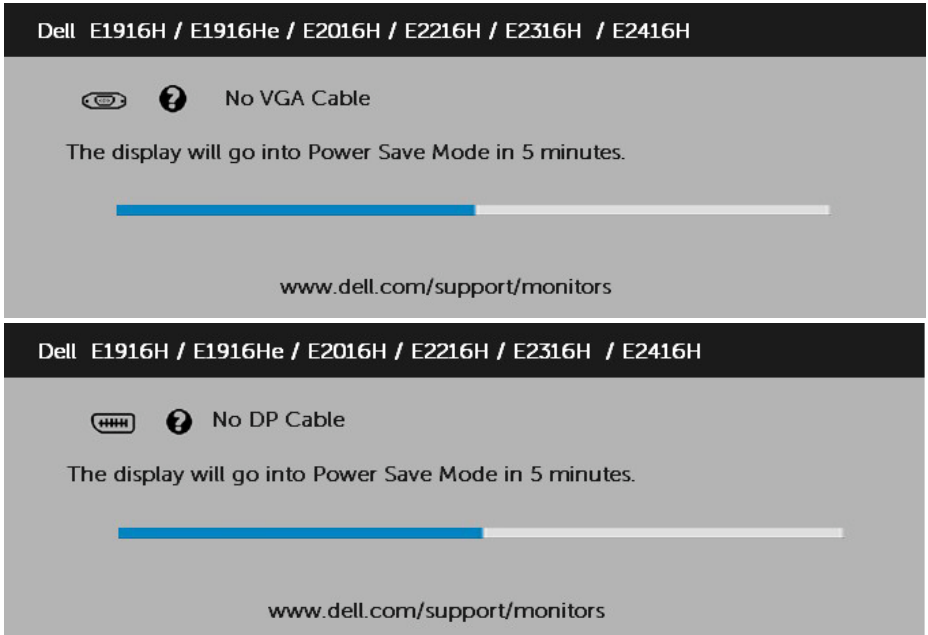 Dell E1916H / E1916He / E2016H / E2216H / E2316H / E2416H
? No VGA Cable
The display will go into Power Save Mode in 5 minutes.
www.dell.com/support/monitors
Dell E1916H / E1916He / E2016H / E2216H / E2316H / E2416H
? No DP Cable
The display will go into Power Save Mode in 5 minutes.
www.dell.com/support/monitors